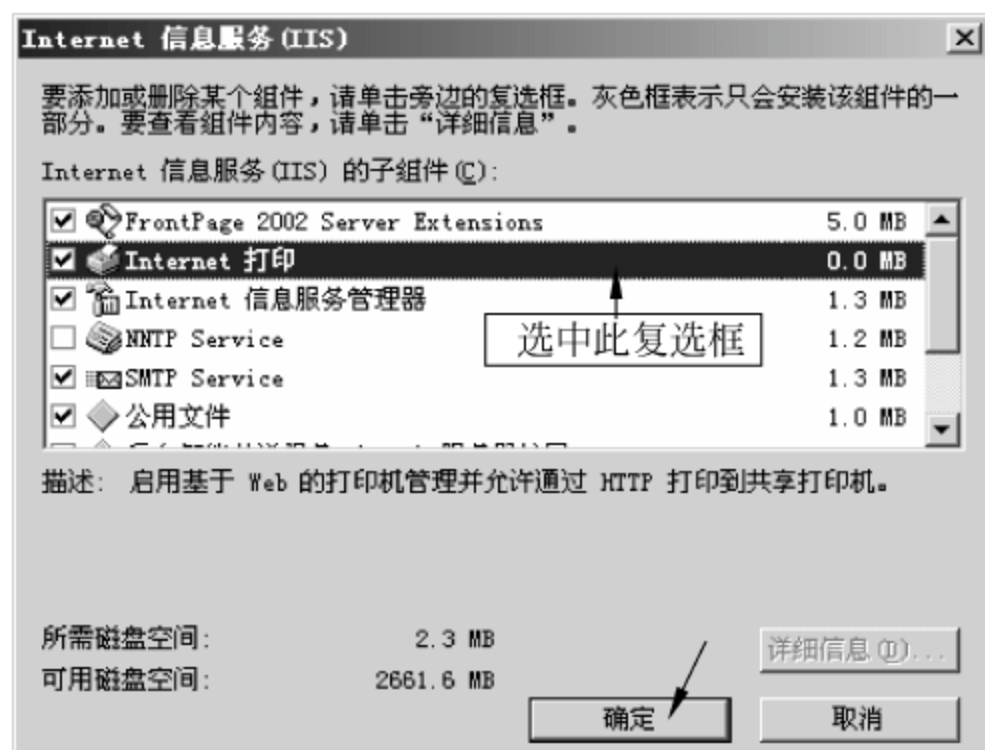 Internet 信息服务(IIS)
要添加或删除某个组件，请单击旁边的复选框。灰色框表示只会安装该组件的一
部分。要查看组件内容，请单击“详细信息”。
Internet 信息服务(IIS) 的子组件(C):
FrontPage 2002 Server Extensions 5.0 MB
Internet 打印 0.0 MB
Internet 信息服务管理器 1.3 MB
选中此复选框
NNTP Service 1.2 MB
SMTP Service 1.3 MB
公用文件 1.0 MB
描述: 启用基于 Web 的打印机管理并允许通过 HTTP 打印到共享打印机。
所需磁盘空间: 2.3 MB
详细信息(D)...
可用磁盘空间: 2661.6 MB
确定 取消